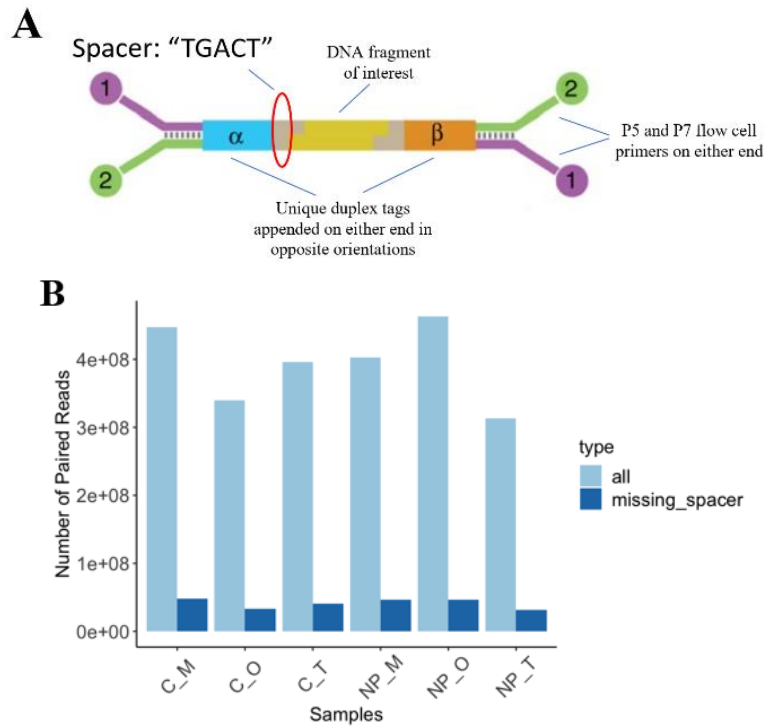 A
Spacer: “TGACT”
DNA fragment
of interest
1
2
α
β
2
1
P5 and P7 flow cell
primers on either end
Unique duplex tags
appended on either end in
opposite orientations
B
Number of Paired Reads
4e+08
3e+08
2e+08
1e+08
0e+00
C_M
C_O
C_T
NP_M
NP_O
NP_T
Samples
type
all
missing_spacer